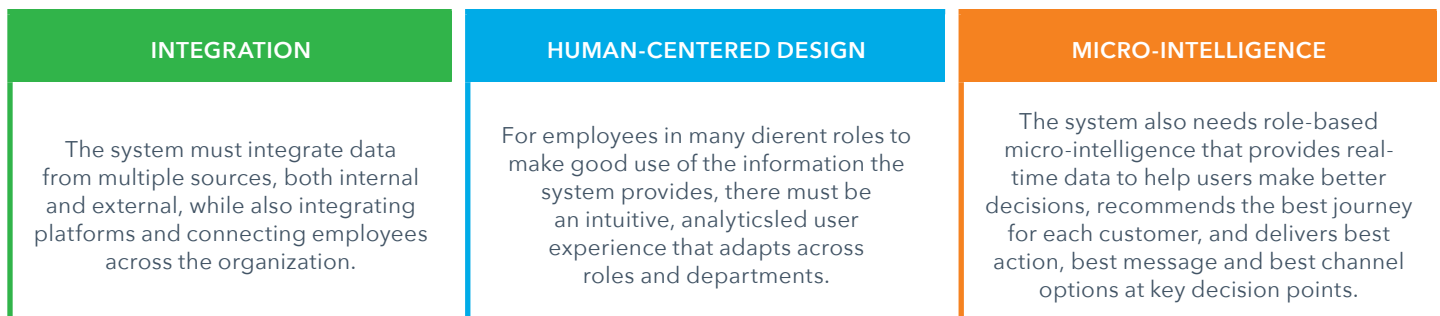 INTEGRATION
The system must integrate data
from multiple sources, both internal
and external, while also integrating
platforms and connecting employees
across the organization.
HUMAN-CENTERED DESIGN
For employees in many dierent roles to
make good use of the information the
system provides, there must be
an intuitive, analyticsled user
experience that adapts across
roles and departments.
MICRO-INTELLIGENCE
The system also needs role-based
micro-intelligence that provides real-
time data to help users make better
decisions, recommends the best journey
for each customer, and delivers best
action, best message and best channel
options at key decision points.